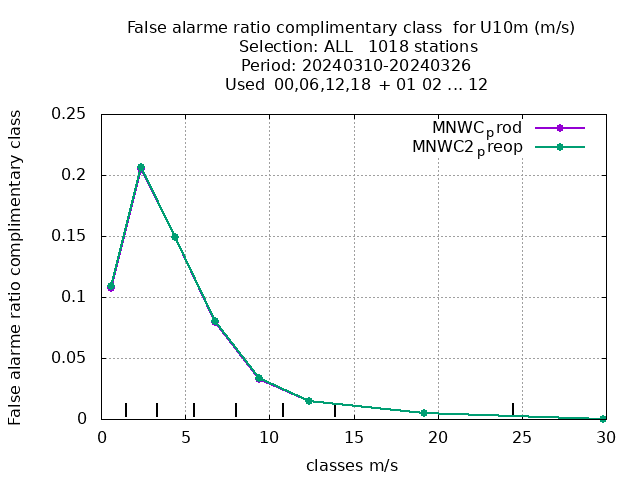 False alarme ratio complimentary class  for U10m (m/s)
Selection: ALL   1018 stations
Period: 20240310-20240326
Used  00,06,12,18 + 01 02 ... 12
False alarme ratio complimentary class
0.25
0.2
0.15
0.1
0.05
0
MNWCprod
MNWC2preop
0 5 10 15 20 25 30
classes m/s